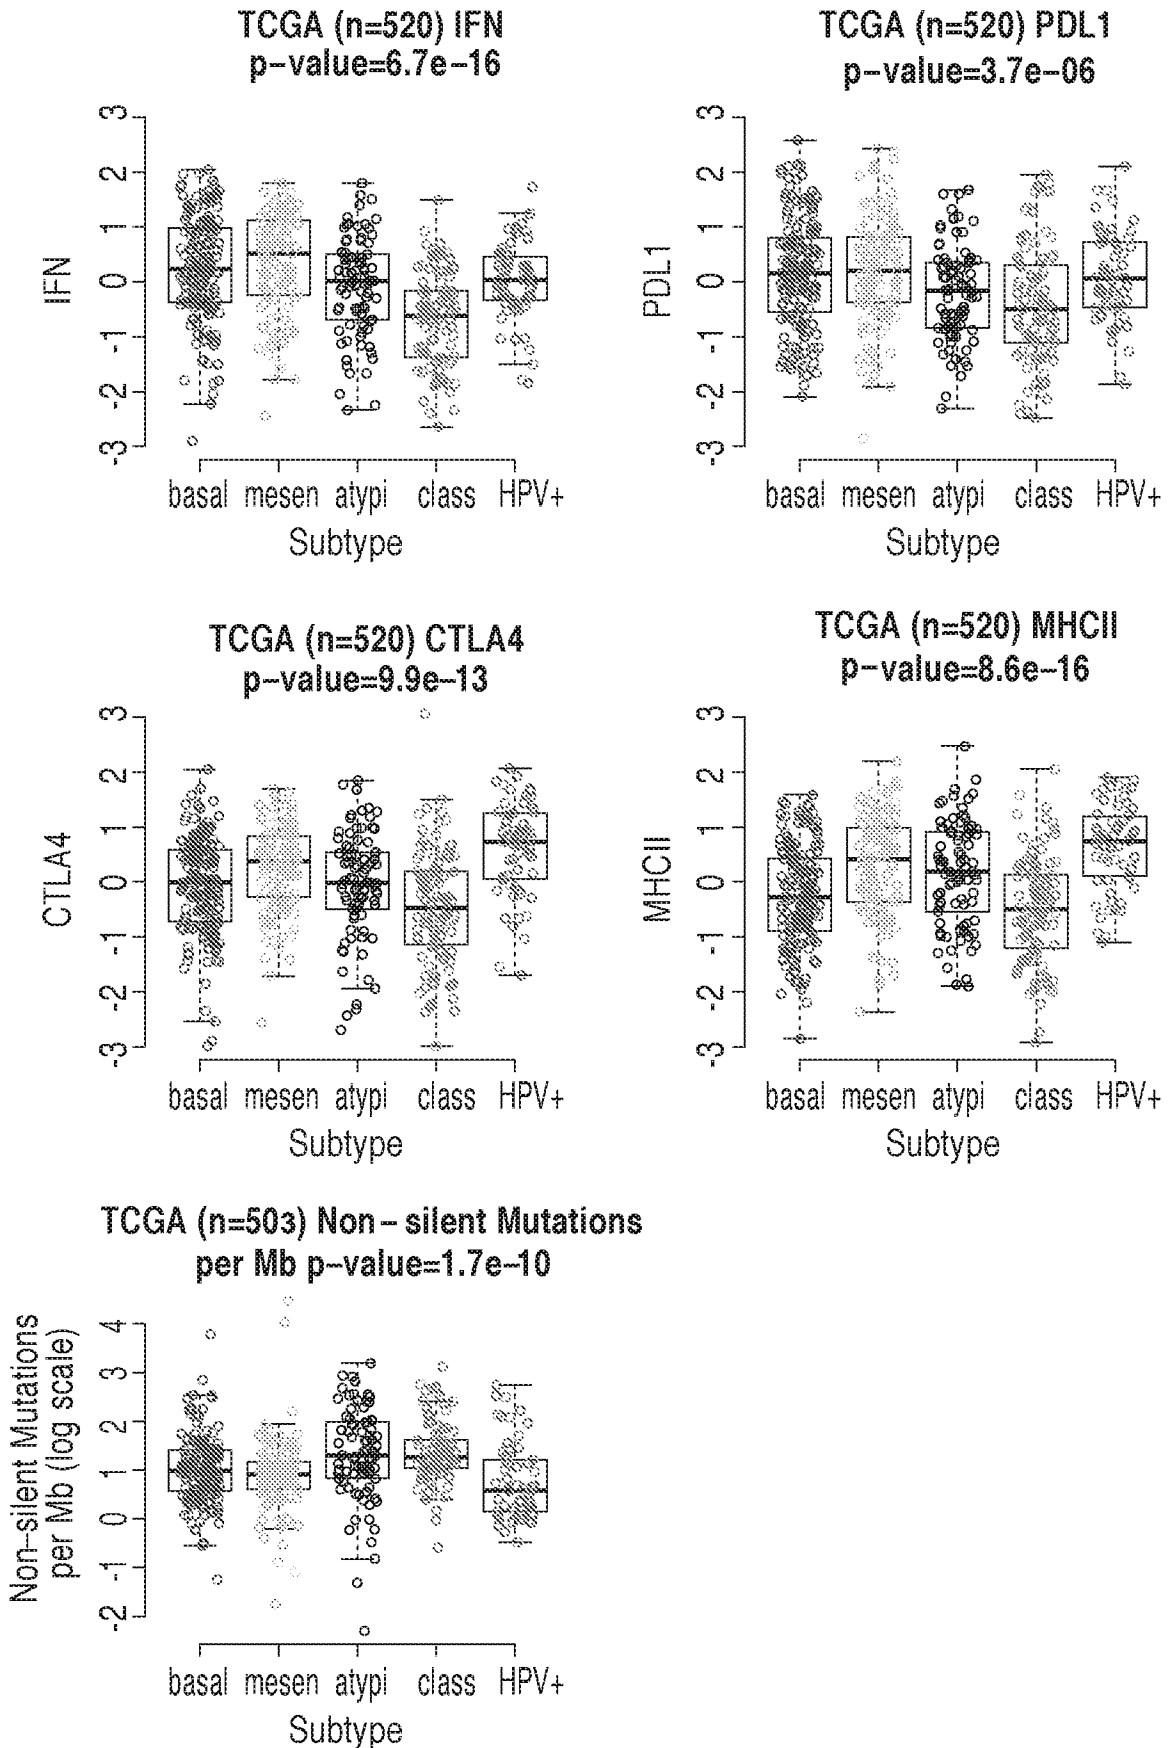 TCGA (n=520) IFN
p-value=6.7e-16
IFN
3
2
1
0
-1
-2
-3
basal mesen atypi class HPV+
Subtype
TCGA (n=520) PDL1
p-value=3.7e-06
PDL1
3
2
1
0
-1
-2
-3
basal mesen atypi class HPV+
Subtype
TCGA (n=520) CTLA4
p-value=9.9e-13
CTLA4
3
2
1
0
-1
-2
-3
basal mesen atypi class HPV+
Subtype
TCGA (n=520) MHCII
p-value=8.6e-16
MHCII
3
2
1
0
-1
-2
-3
basal mesen atypi class HPV+
Subtype
TCGA (n=503) Non-silent Mutations
per Mb p-value=1.7e-10
Non-silent Mutations
per Mb (log scale)
4
3
2
1
0
-1
-2
basal mesen atypi class HPV+
Subtype